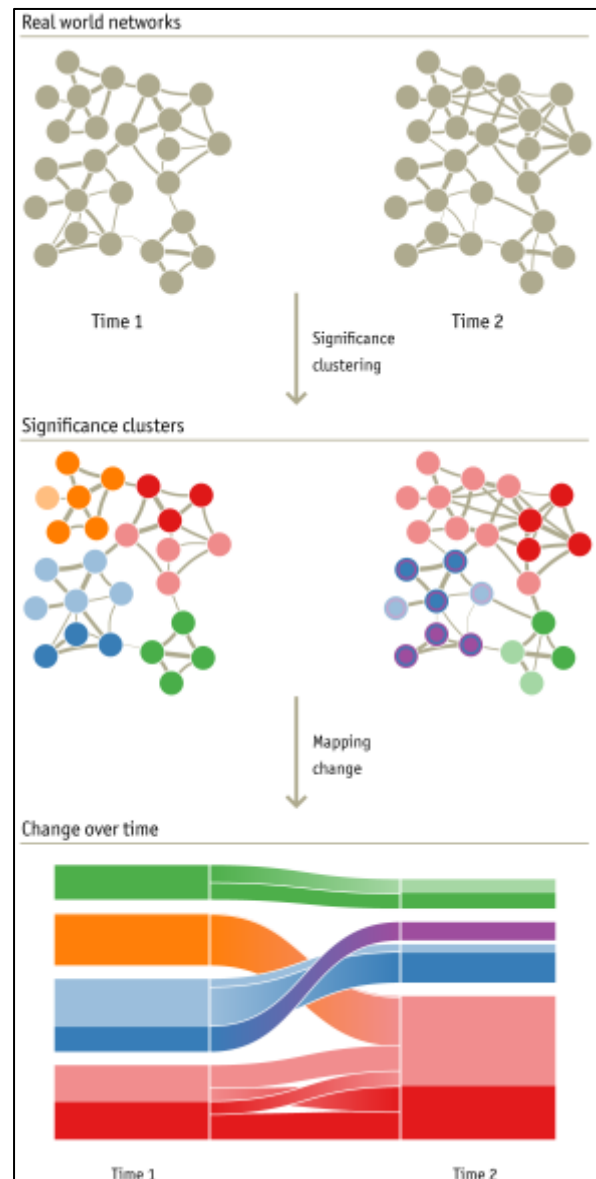 Real world networks
Time 1
Time 2
Significance
clustering
Significance clusters
Mapping
change
Change over time
Time 1
Time 2